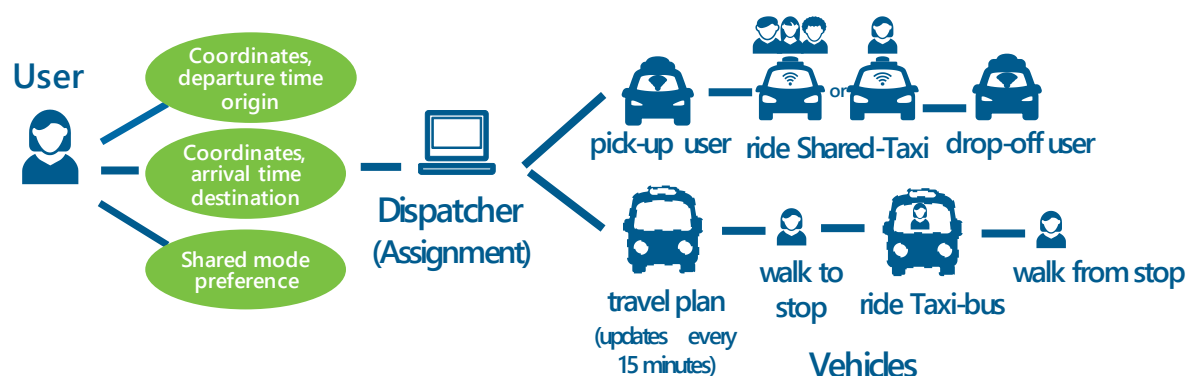 User
Coordinates,
departure time
origin
Coordinates,
arrival time
destination
Shared mode
preference
Dispatcher
(Assignment)
or
pick-up user
ride Shared-Taxi
drop-off user
travel plan
(updates every
15 minutes)
walk to
stop
ride Taxi-bus
walk from stop
Vehicles